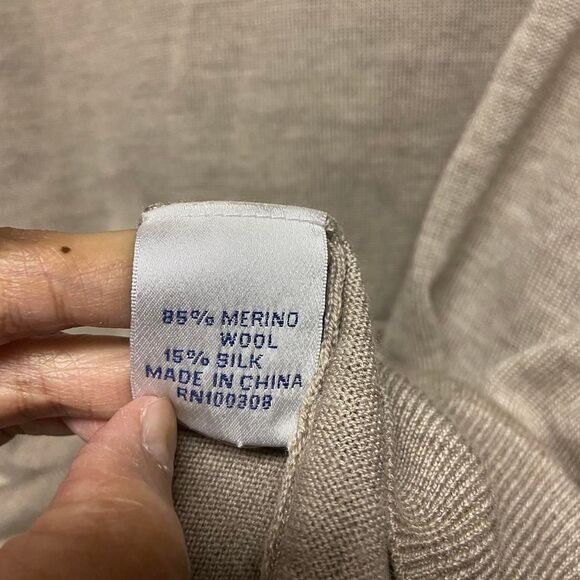 85% MERINO
WOOL
15% SILK
MADE IN CHINA
RN100308